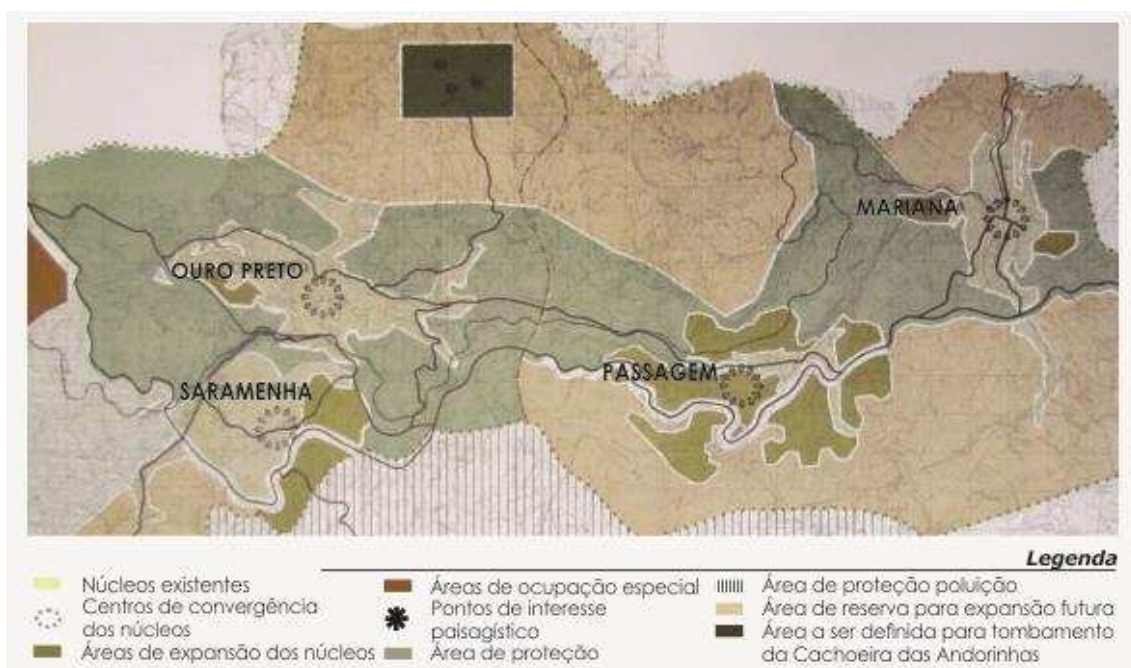 MARIANA
OURO PRETO
PASSAGEM
SARAMENHA
Legenda
Núcleos existentes
Centros de convergência
dos núcleos
Áreas de expansão dos núcleos
Áreas de ocupação especial
Pontos de interesse
paisagístico
Área de proteção
Área de proteção poluição
Área de reserva para expansão futura
Área a ser definida para tombamento
da Cachoeira das Andorinhas